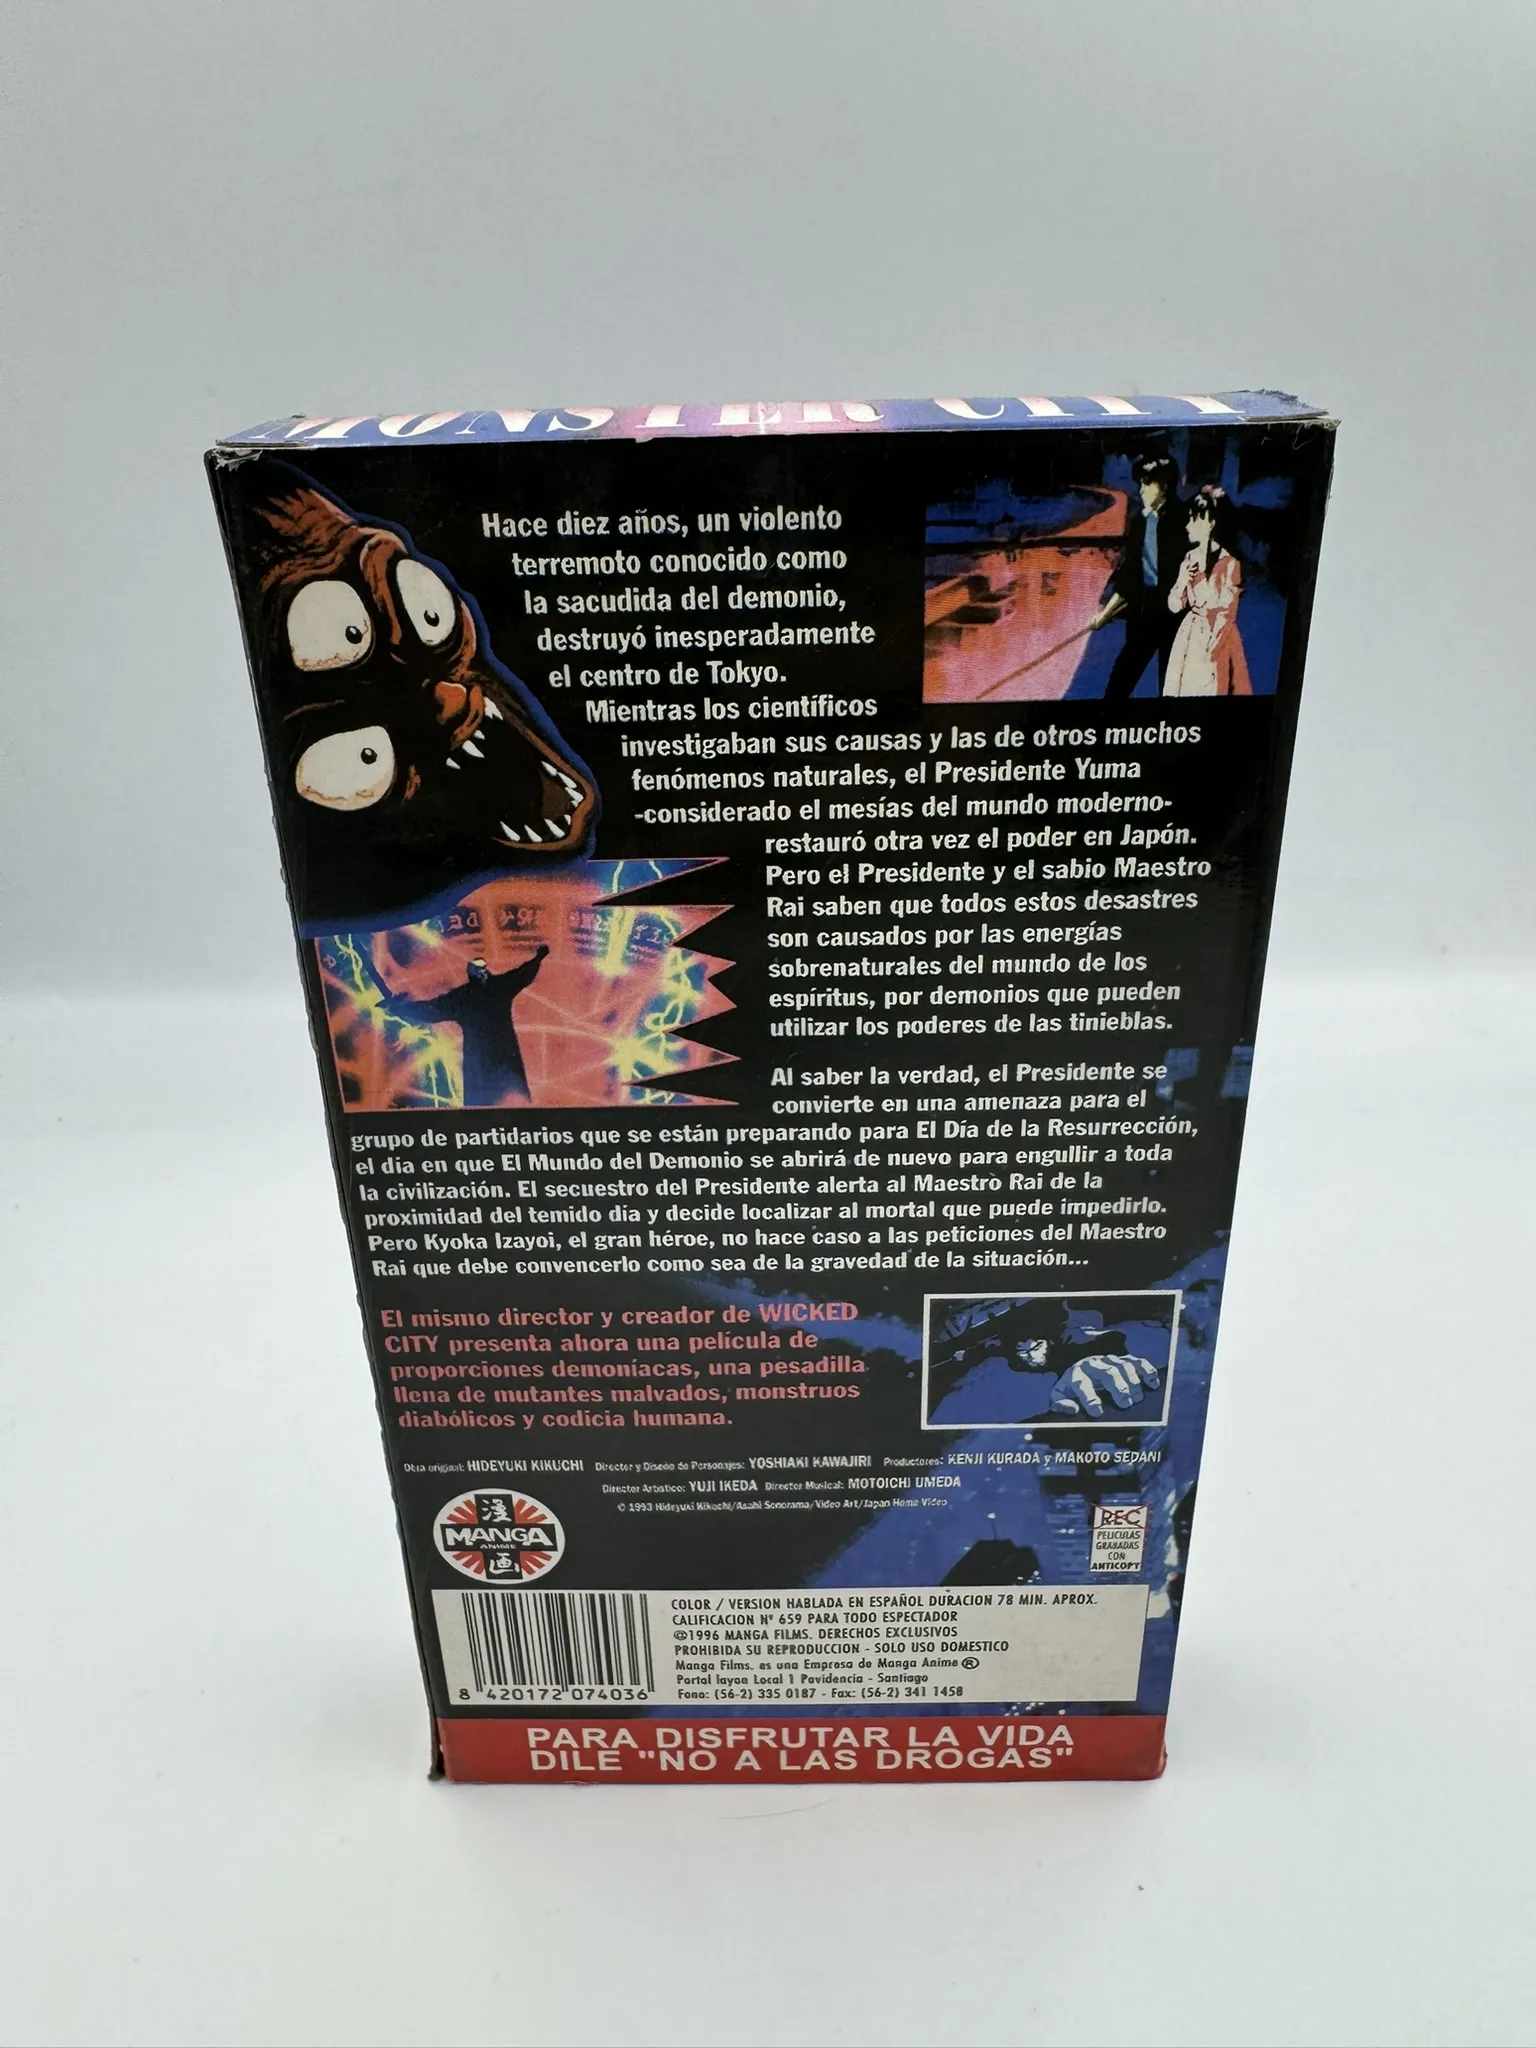 MONSTER CITY
Hace diez años, un violento
terremoto conocido como
la sacudida del demonio,
destruyó inesperadamente
el centro de Tokyo.
Mientras los científicos
investigaban sus causas y las de otros muchos
fenómenos naturales, el Presidente Yuma
-considerado el mesías del mundo moderno-
restauró otra vez el poder en Japón.
Pero el Presidente y el sabio Maestro
Rai saben que todos estos desastres
son causados por las energías
sobrenaturales del mundo de los
espíritus, por demonios que pueden
utilizar los poderes de las tinieblas.
Al saber la verdad, el Presidente se
convierte en una amenaza para el
grupo de partidarios que se están preparando para El Día de la Resurrección,
el día en que El Mundo del Demonio se abrirá de nuevo para engullir a toda
la civilización. El secuestro del Presidente alerta al Maestro Rai de la
proximidad del temido día y decide localizar al mortal que puede impedirlo.
Pero Kyoka Izayoi, el gran héroe, no hace caso a las peticiones del Maestro
Rai que debe convencerlo como sea de la gravedad de la situación...
El mismo director y creador de WICKED
CITY presenta ahora una película de
proporciones demoníacas, una pesadilla
llena de mutantes malvados, monstruos
diabólicos y codicia humana.
Obra original: HIDEYUKI KIKUCHI Director y Diseño de Personajes: YOSHIAKI KAWAJIRI Productores: KENJI KURADA y MAKOTO SEDANI
Director Artístico: YUJI IKEDA Director Musical: MOTOICHI UMEDA
© 1993 Hideyuki Kikuchi/Asahi Sonorama/Video Art/Japan Home Video
漫
MANGA
ANIME
画
REC
PELICULAS
GRABADAS
CON
ANTICOPY
COLOR / VERSION HABLADA EN ESPAÑOL DURACION 78 MIN. APROX.
CALIFICACION Nº 659 PARA TODO ESPECTADOR
©1996 MANGA FILMS. DERECHOS EXCLUSIVOS
PROHIBIDA SU REPRODUCCION - SOLO USO DOMESTICO
Manga Films. es una Empresa de Manga Anime ®
Portal layon Local 1 Povidencia - Santiago
Fono: (56-2) 335 0187 - Fax: (56-2) 341 1458
8 420172 074036
PARA DISFRUTAR LA VIDA
DILE "NO A LAS DROGAS"